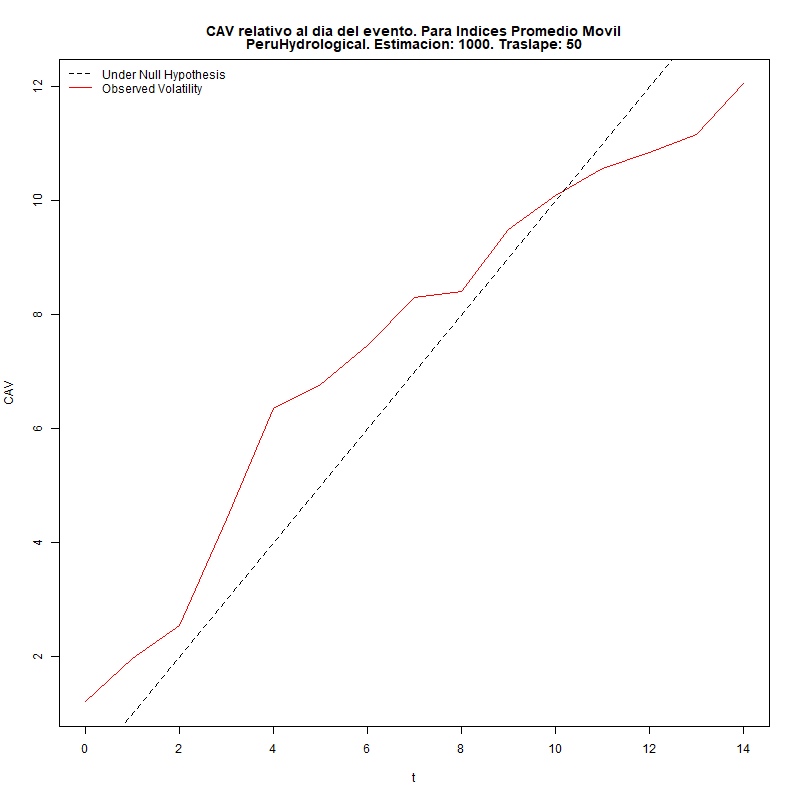 CAV relativo al dia del evento. Para Indices Promedio Movil
PeruHydrological. Estimacion: 1000. Traslape: 50
Under Null Hypothesis
Observed Volatility
12
10
8
6
4
2
CAV
0 2 4 6 8 10 12 14
t